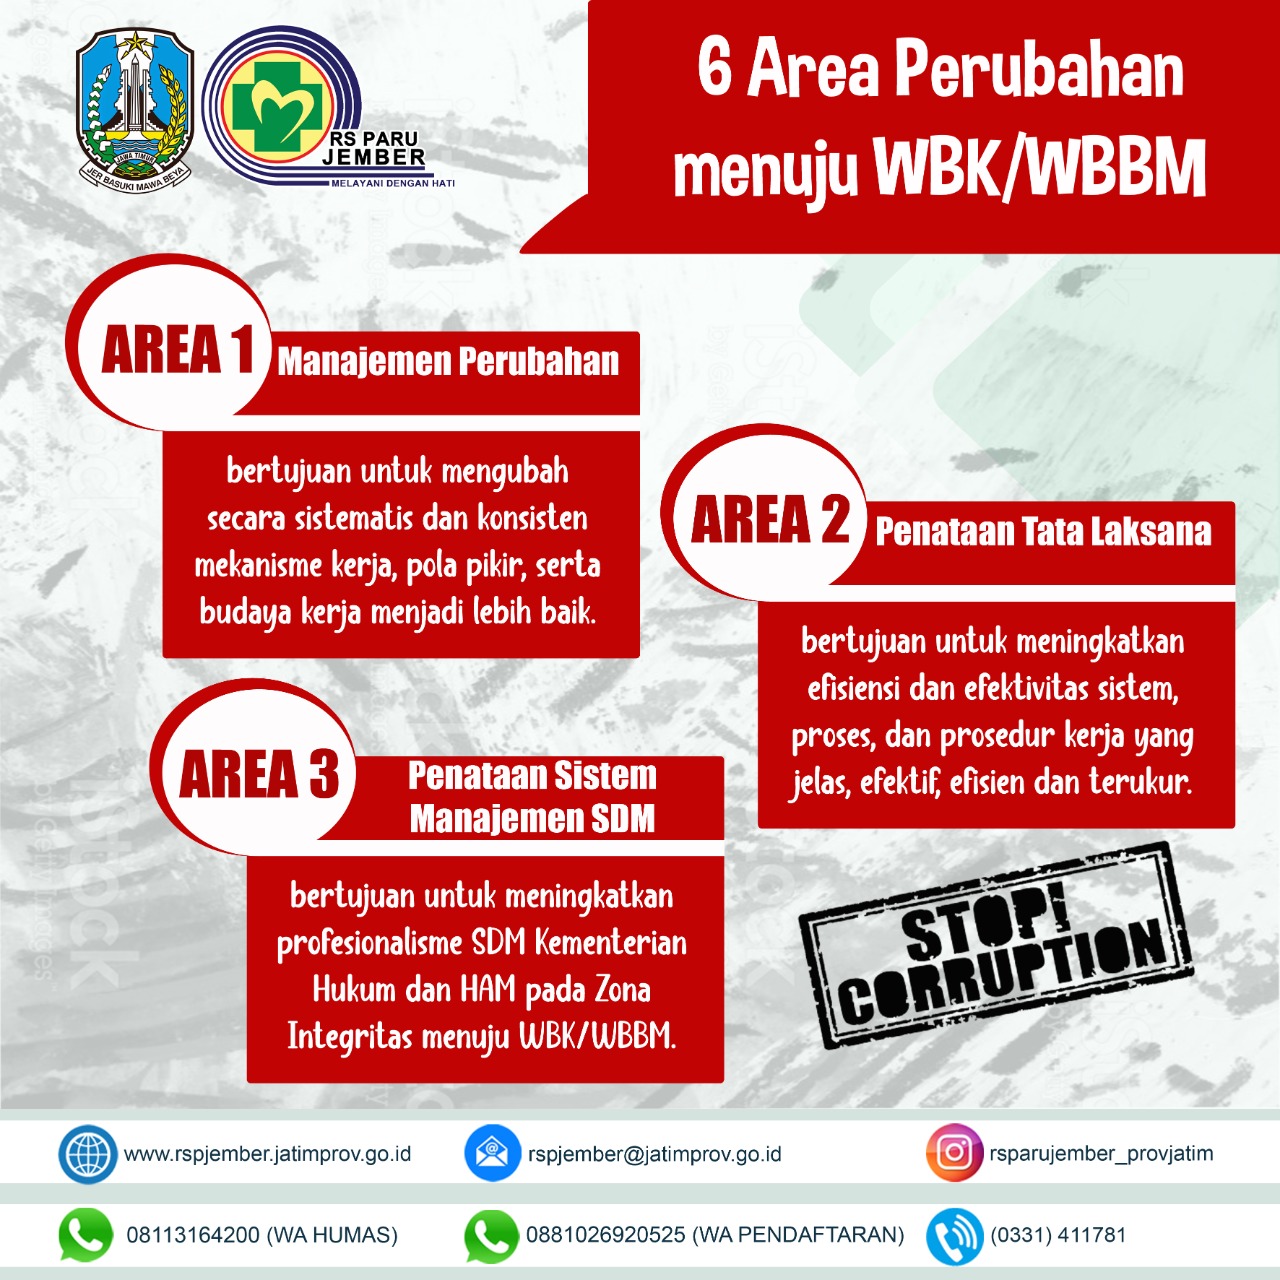 JAWA TIMUR
JER BASUKI MAWA BEYA
RS PARU
JEMBER
MELAYANI DENGAN HATI
6 Area Perubahan
menuju WBK/WBBM
AREA 1
Manajemen Perubahan
bertujuan untuk mengubah
secara sistematis dan konsisten
mekanisme kerja, pola pikir, serta
budaya kerja menjadi lebih baik.
AREA 2
Penataan Tata Laksana
bertujuan untuk meningkatkan
efisiensi dan efektivitas sistem,
proses, dan prosedur kerja yang
jelas, efektif, efisien dan terukur.
AREA 3
Penataan Sistem
Manajemen SDM
bertujuan untuk meningkatkan
profesionalisme SDM Kementerian
Hukum dan HAM pada Zona
Integritas menuju WBK/WBBM.
STOP!
CORRUPTION
www.rspjember.jatimprov.go.id
rspjember@jatimprov.go.id
rsparujember_provjatim
08113164200 (WA HUMAS)
0881026920525 (WA PENDAFTARAN)
(0331) 411781